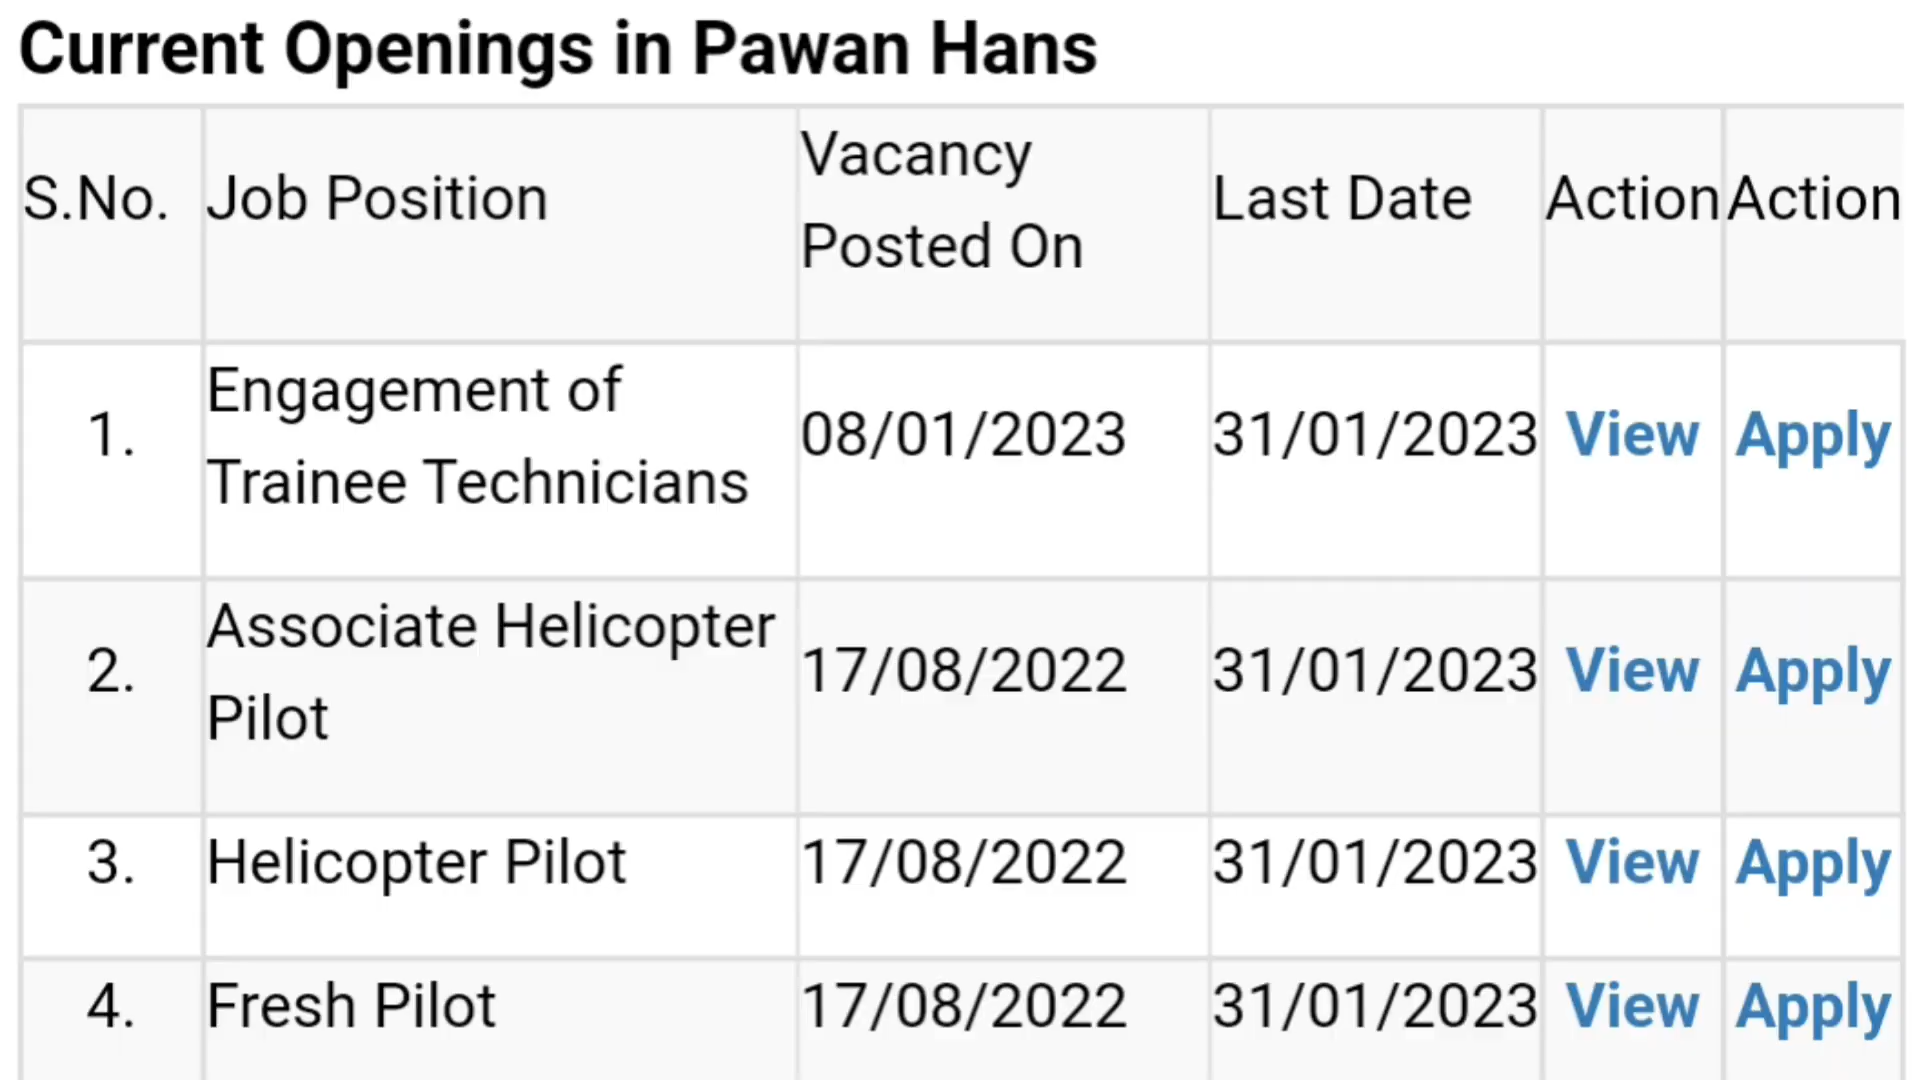 Current Openings in Pawan Hans
S.No. Job Position Vacancy Posted On Last Date Action Action
1. Engagement of Trainee Technicians 08/01/2023 31/01/2023 View Apply
2. Associate Helicopter Pilot 17/08/2022 31/01/2023 View Apply
3. Helicopter Pilot 17/08/2022 31/01/2023 View Apply
4. Fresh Pilot 17/08/2022 31/01/2023 View Apply